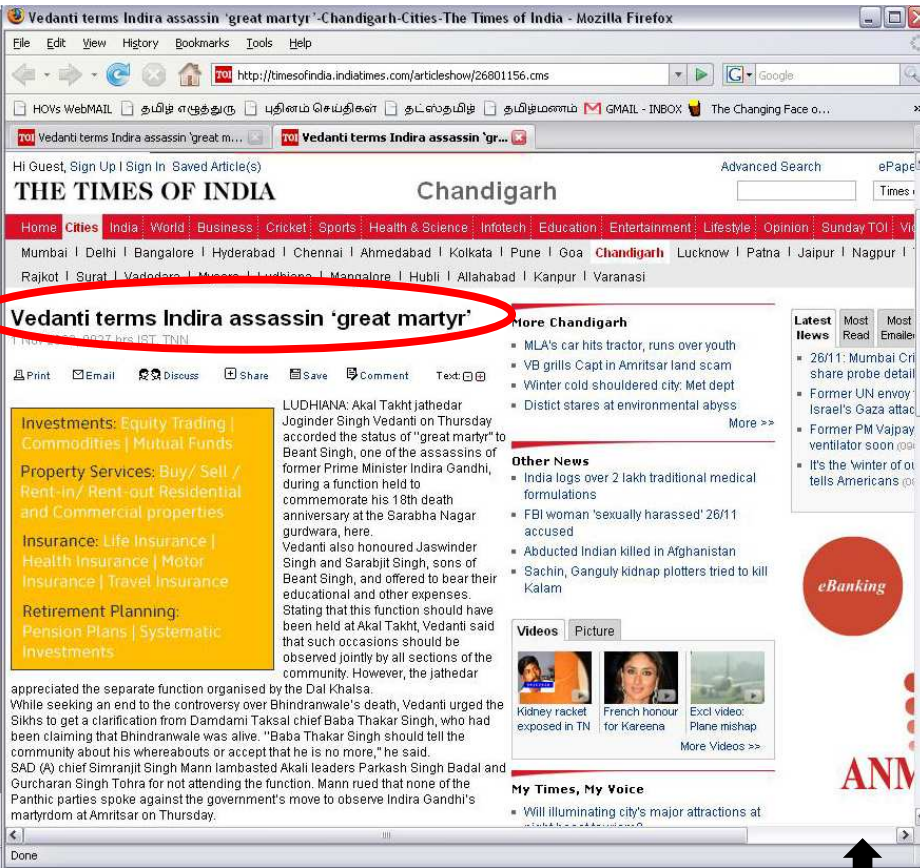 Vedanti terms Indira assassin 'great martyr'-Chandigarh-Cities-The Times of India - Mozilla Firefox
File Edit View History Bookmarks Tools Help
http://timesofindia.indiatimes.com/articleshow/26801156.cms
Google
HOVs WebMAIL தமிழ் எழுத்துரு புதினம் செய்திகள் தட்ஸ்தமிழ் தமிழ்மணம் GMAIL - INBOX The Changing Face o...
TOI Vedanti terms Indira assassin 'great m... TOI Vedanti terms Indira assassin 'gr...
Hi Guest, Sign Up | Sign In Saved Article(s) Advanced Search ePape
THE TIMES OF INDIA Chandigarh Times
Home Cities India World Business Cricket Sports Health & Science Infotech Education Entertainment Lifestyle Opinion Sunday TOI
Mumbai | Delhi | Bangalore | Hyderabad | Chennai | Ahmedabad | Kolkata | Pune | Goa Chandigarh Lucknow | Patna | Jaipur | Nagpur |
Rajkot | Surat | Vadodara | Mysore | Ludhiana | Mangalore | Hubli | Allahabad | Kanpur | Varanasi
Vedanti terms Indira assassin 'great martyr'
hrs IST, TNN
Print Email Discuss Share Save Comment Text:
Investments: Equity Trading |
Commodities | Mutual Funds
Property Services: Buy/ Sell /
Rent-in/ Rent-out Residential
and Commercial properties
Insurance: Life Insurance |
Health Insurance | Motor
Insurance | Travel Insurance
Retirement Planning:
Pension Plans | Systematic
Investments
LUDHIANA: Akal Takht jathedar
Joginder Singh Vedanti on Thursday
accorded the status of "great martyr" to
Beant Singh, one of the assassins of
former Prime Minister Indira Gandhi,
during a function held to
commemorate his 18th death
anniversary at the Sarabha Nagar
gurdwara, here.
Vedanti also honoured Jaswinder
Singh and Sarabjit Singh, sons of
Beant Singh, and offered to bear their
educational and other expenses.
Stating that this function should have
been held at Akal Takht, Vedanti said
that such occasions should be
observed jointly by all sections of the
community. However, the jathedar
appreciated the separate function organised by the Dal Khalsa.
While seeking an end to the controversy over Bhindranwale's death, Vedanti urged the
Sikhs to get a clarification from Damdami Taksal chief Baba Thakar Singh, who had
been claiming that Bhindranwale was alive. "Baba Thakar Singh should tell the
community about his whereabouts or accept that he is no more," he said.
SAD (A) chief Simranjit Singh Mann lambasted Akali leaders Parkash Singh Badal and
Gurcharan Singh Tohra for not attending the function. Mann rued that none of the
Panthic parties spoke against the government's move to observe Indira Gandhi's
martyrdom at Amritsar on Thursday.
More Chandigarh
MLA's car hits tractor, runs over youth
VB grills Capt in Amritsar land scam
Winter cold shouldered city: Met dept
Distict stares at environmental abyss
More >>
Other News
India logs over 2 lakh traditional medical
formulations
FBI woman 'sexually harassed' 26/11
accused
Abducted Indian killed in Afghanistan
Sachin, Ganguly kidnap plotters tried to kill
Kalam
Videos Picture
Kidney racket
exposed in TN
French honour
for Kareena
Excl video:
Plane mishap
More Videos >>
My Times, My Voice
Will illuminating city's major attractions at
Latest
News
Most
Read
Most
Emaile
26/11: Mumbai Cri
share probe detail
Former UN envoy
Israel's Gaza attac
Former PM Vajpay
ventilator soon
It's the 'winter of ou
tells Americans
eBanking
ANM
Done